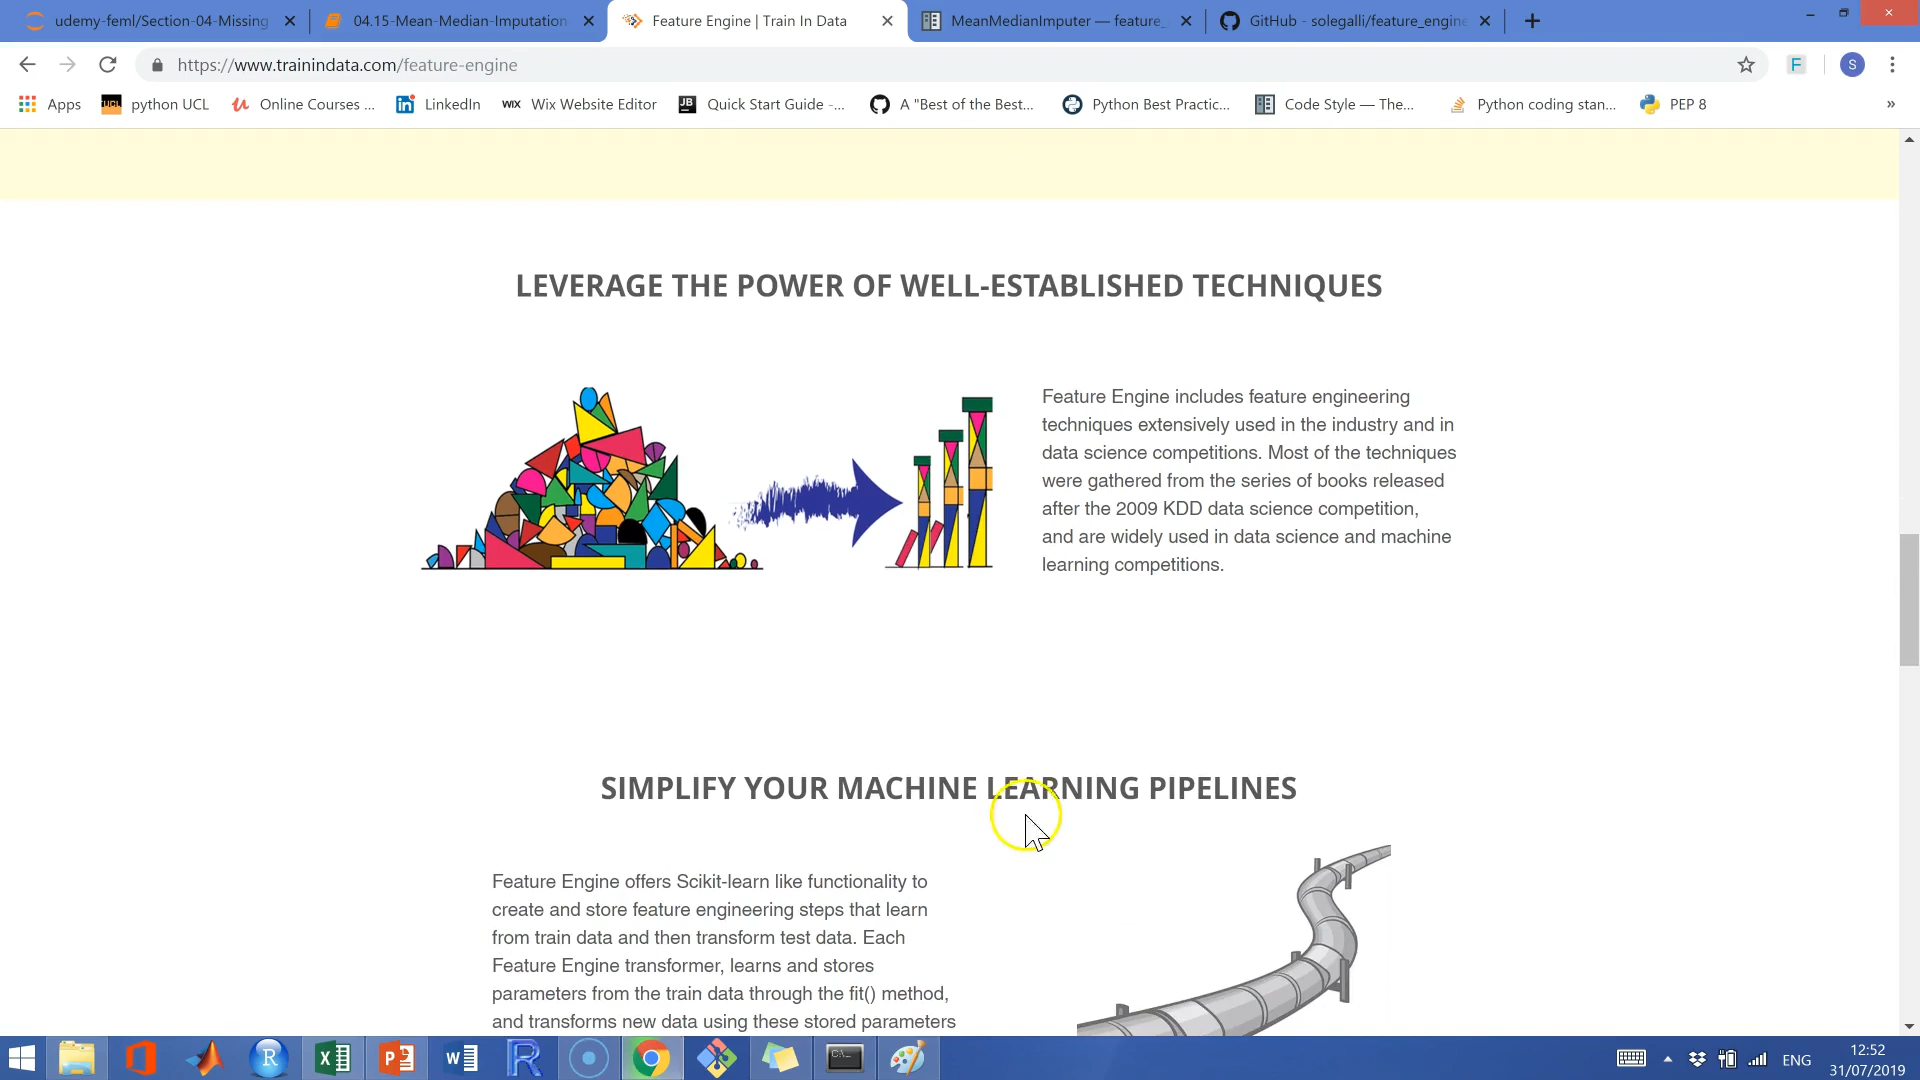 udemy-feml/Section-04-Missing
04.15-Mean-Median-Imputation
Feature Engine | Train In Data
MeanMedianImputer — feature_
GitHub - solegalli/feature_engine
https://www.trainindata.com/feature-engine
F
S
Apps
UCL
python UCL
Online Courses ...
LinkedIn
WIX
Wix Website Editor
JB
Quick Start Guide -...
A "Best of the Best...
Python Best Practic...
Code Style — The...
Python coding stan...
PEP 8
»
LEVERAGE THE POWER OF WELL-ESTABLISHED TECHNIQUES
Feature Engine includes feature engineering
techniques extensively used in the industry and in
data science competitions. Most of the techniques
were gathered from the series of books released
after the 2009 KDD data science competition,
and are widely used in data science and machine
learning competitions.
SIMPLIFY YOUR MACHINE LEARNING PIPELINES
Feature Engine offers Scikit-learn like functionality to
create and store feature engineering steps that learn
from train data and then transform test data. Each
Feature Engine transformer, learns and stores
parameters from the train data through the fit() method,
and transforms new data using these stored parameters
ENG
12:52
31/07/2019